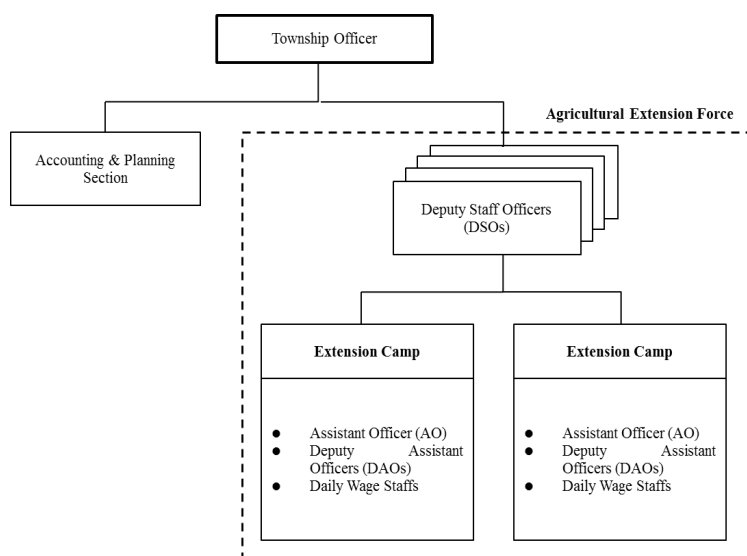 Township Officer
Agricultural Extension Force
Accounting & Planning
Section
Deputy Staff Officers
(DSOs)
Extension Camp
● Assistant Officer (AO)
● Deputy Assistant
Officers (DAOs)
● Daily Wage Staffs
Extension Camp
● Assistant Officer (AO)
● Deputy Assistant
Officers (DAOs)
● Daily Wage Staffs